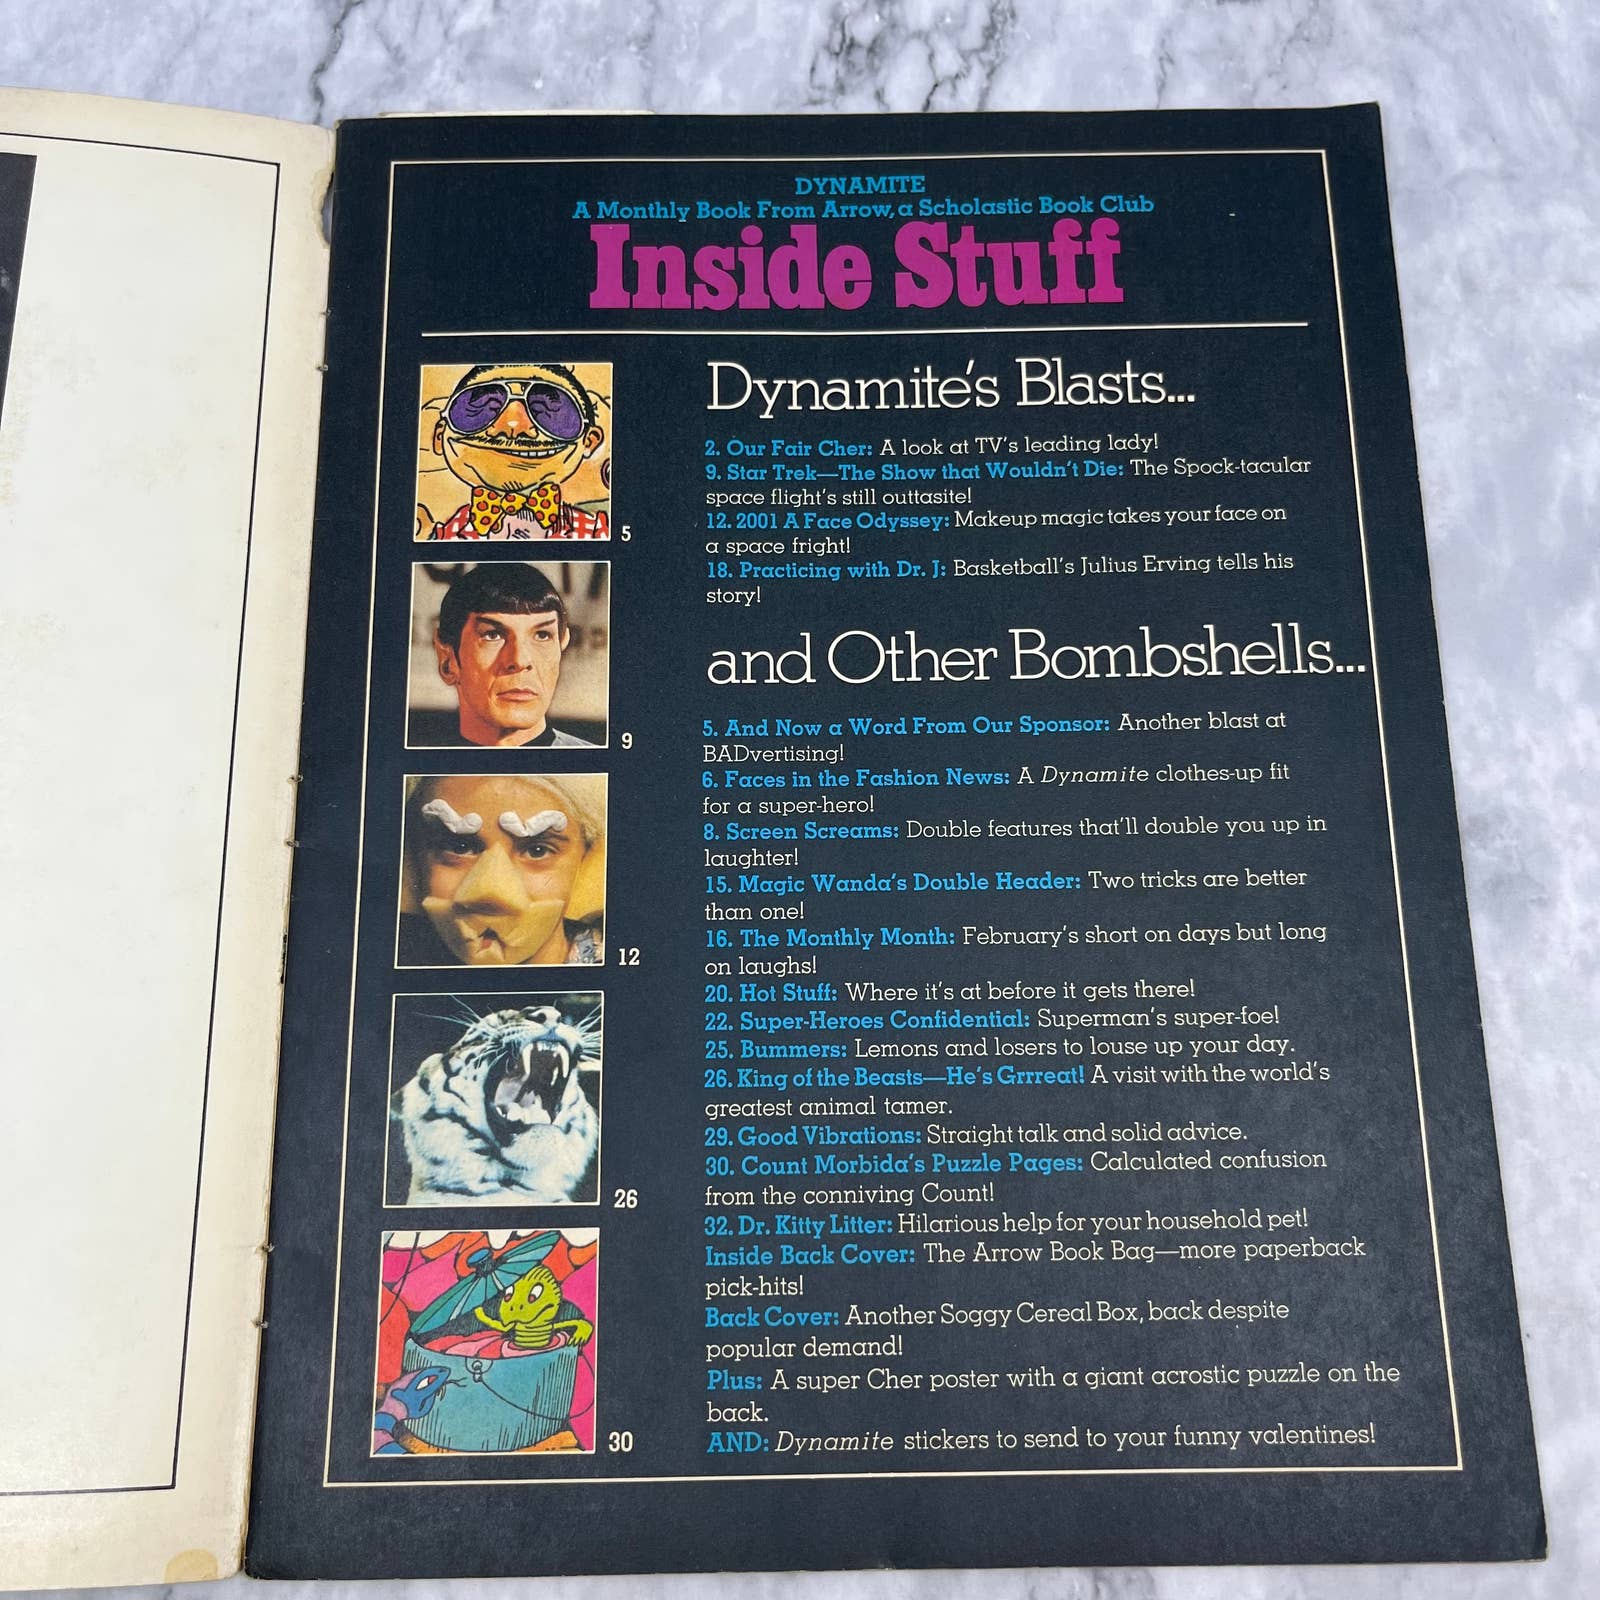 DYNAMITE
A Monthly Book From Arrow, a Scholastic Book Club
Inside Stuff
5
9
12
26
30
Dynamite's Blasts...
2. Our Fair Cher: A look at TV's leading lady!
9. Star Trek—The Show that Wouldn't Die: The Spock-tacular
space flight's still outtasite!
12. 2001 A Face Odyssey: Makeup magic takes your face on
a space fright!
18. Practicing with Dr. J: Basketball's Julius Erving tells his
story!
and Other Bombshells...
5. And Now a Word From Our Sponsor: Another blast at
BADvertising!
6. Faces in the Fashion News: A Dynamite clothes-up fit
for a super-hero!
8. Screen Screams: Double features that'll double you up in
laughter!
15. Magic Wanda's Double Header: Two tricks are better
than one!
16. The Monthly Month: February's short on days but long
on laughs!
20. Hot Stuff: Where it's at before it gets there!
22. Super-Heroes Confidential: Superman's super-foe!
25. Bummers: Lemons and losers to louse up your day.
26. King of the Beasts—He's Grrreat! A visit with the world's
greatest animal tamer.
29. Good Vibrations: Straight talk and solid advice.
30. Count Morbida's Puzzle Pages: Calculated confusion
from the conniving Count!
32. Dr. Kitty Litter: Hilarious help for your household pet!
Inside Back Cover: The Arrow Book Bag—more paperback
pick-hits!
Back Cover: Another Soggy Cereal Box, back despite
popular demand!
Plus: A super Cher poster with a giant acrostic puzzle on the
back.
AND: Dynamite stickers to send to your funny valentines!